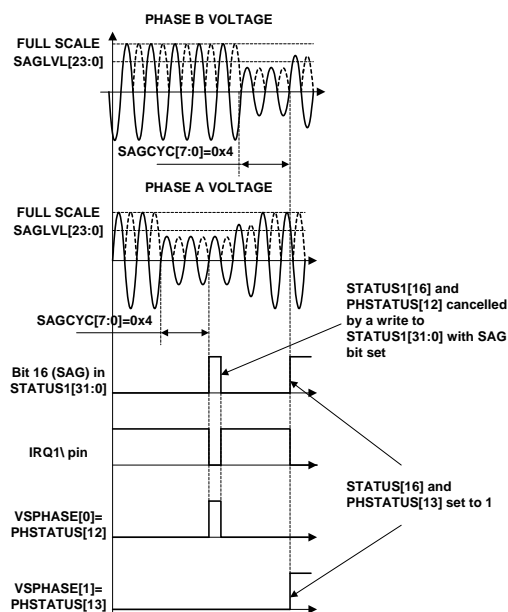 PHASE B VOLTAGE
FULL SCALE
SAGLVL[23:0]
SAGCYC[7:0]=0x4
PHASE A VOLTAGE
FULL SCALE
SAGLVL[23:0]
STATUS1[16] and
PHSTATUS[12] cancelled
by a write to
STATUS1[31:0] with SAG
bit set
SAGCYC[7:0]=0x4
Bit 16 (SAG) in
STATUS1[31:0]
IRQ1\ pin
STATUS[16] and
PHSTATUS[13] set to 1
VSPHASE[0]=
PHSTATUS[12]
VSPHASE[1]=
PHSTATUS[13]